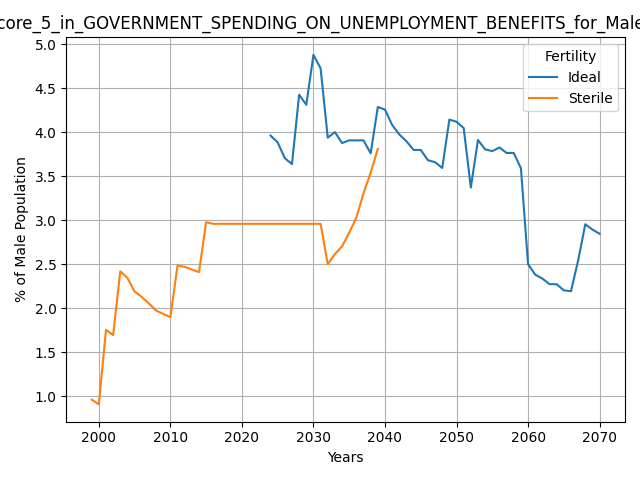 core_5_in_GOVERNMENT_SPENDING_ON_UNEMPLOYMENT_BENEFITS_for_Male
5.0
4.5
4.0
3.5
3.0
2.5
2.0
1.5
1.0
% of Male Population
Fertility
Ideal
Sterile
2000 2010 2020 2030 2040 2050 2060 2070
Years